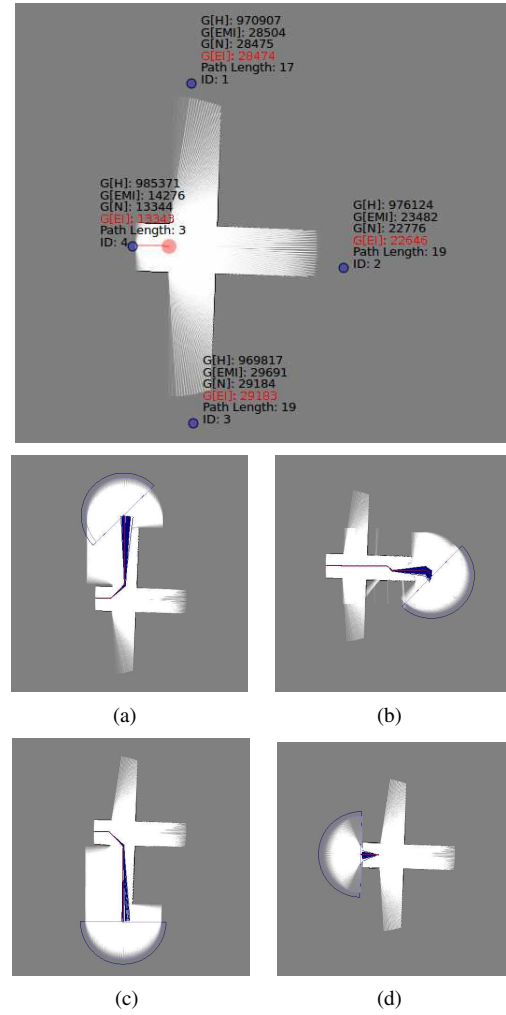 G[H]: 970907
G[EMI]: 28504
G[N]: 28475
G[EI]: 28474
Path Length: 17
ID: 1
G[H]: 985371
G[EMI]: 14276
G[N]: 13344
G[EI]: 13343
Path Length: 3
ID: 4
G[H]: 976124
G[EMI]: 23482
G[N]: 22776
G[EI]: 22646
Path Length: 19
ID: 2
G[H]: 969817
G[EMI]: 29691
G[N]: 29184
G[EI]: 29183
Path Length: 19
ID: 3
(a)
(b)
(c)
(d)